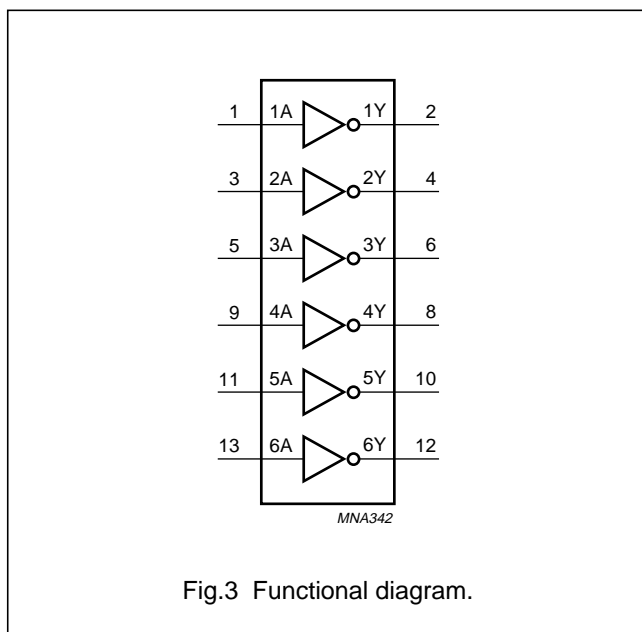 1 1A 1Y 2
3 2A 2Y 4
5 3A 3Y 6
9 4A 4Y 8
11 5A 5Y 10
13 6A 6Y 12
MNA342
Fig.3 Functional diagram.